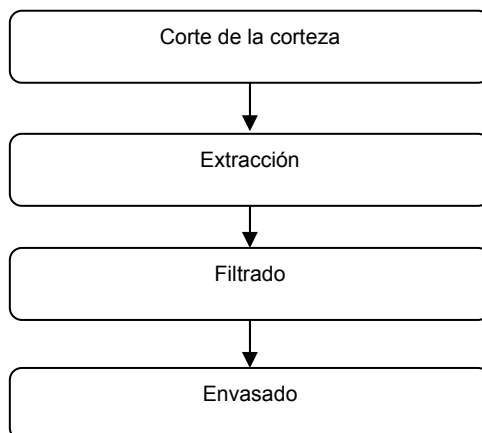 Corte de la corteza
Extracción
Filtrado
Envasado